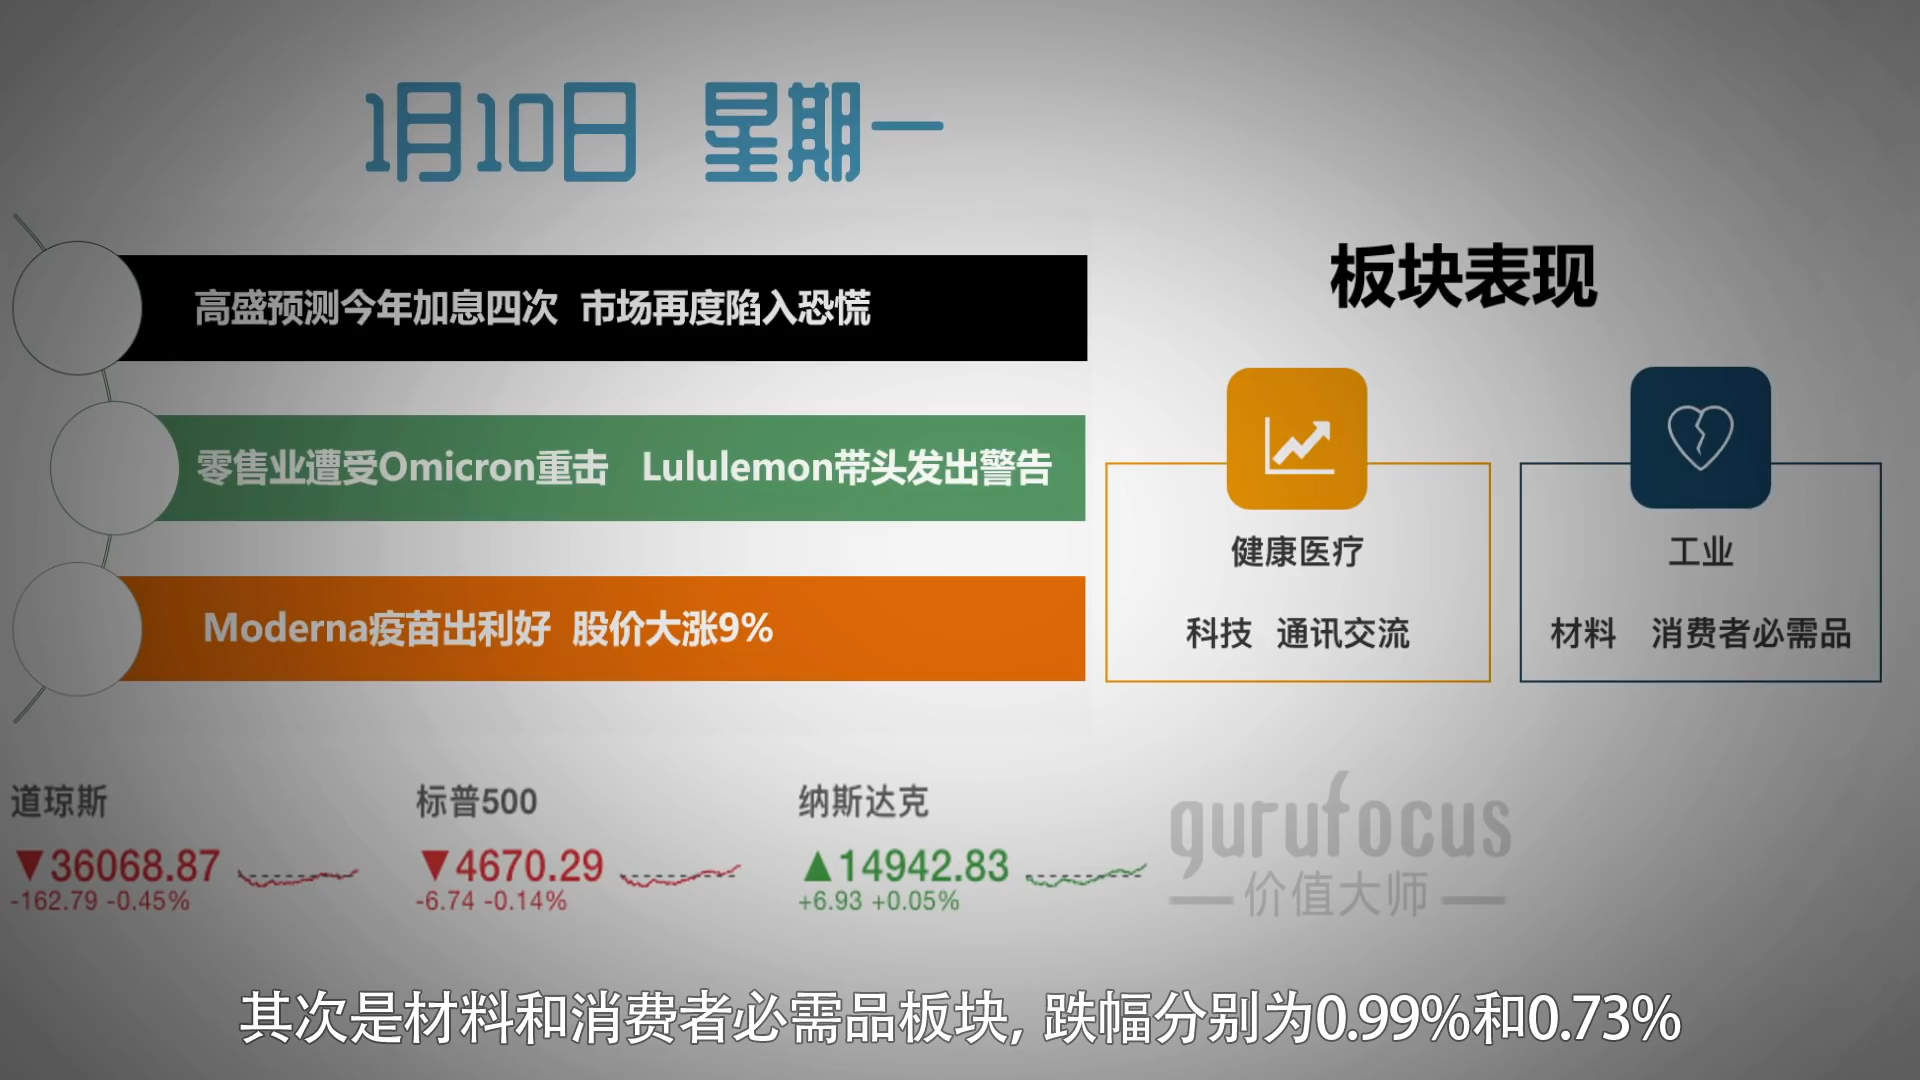 1月10日 星期一
高盛预测今年加息四次 市场再度陷入恐慌
零售业遭受Omicron重击 Lululemon带头发出警告
Moderna疫苗出利好 股价大涨9%
板块表现
健康医疗
科技 通讯交流
工业
材料 消费者必需品
道琼斯
▼36068.87
-162.79 -0.45%
标普500
▼4670.29
-6.74 -0.14%
纳斯达克
▲14942.83
+6.93 +0.05%
gurufocus
价值大师
其次是材料和消费者必需品板块, 跌幅分别为0.99%和0.73%